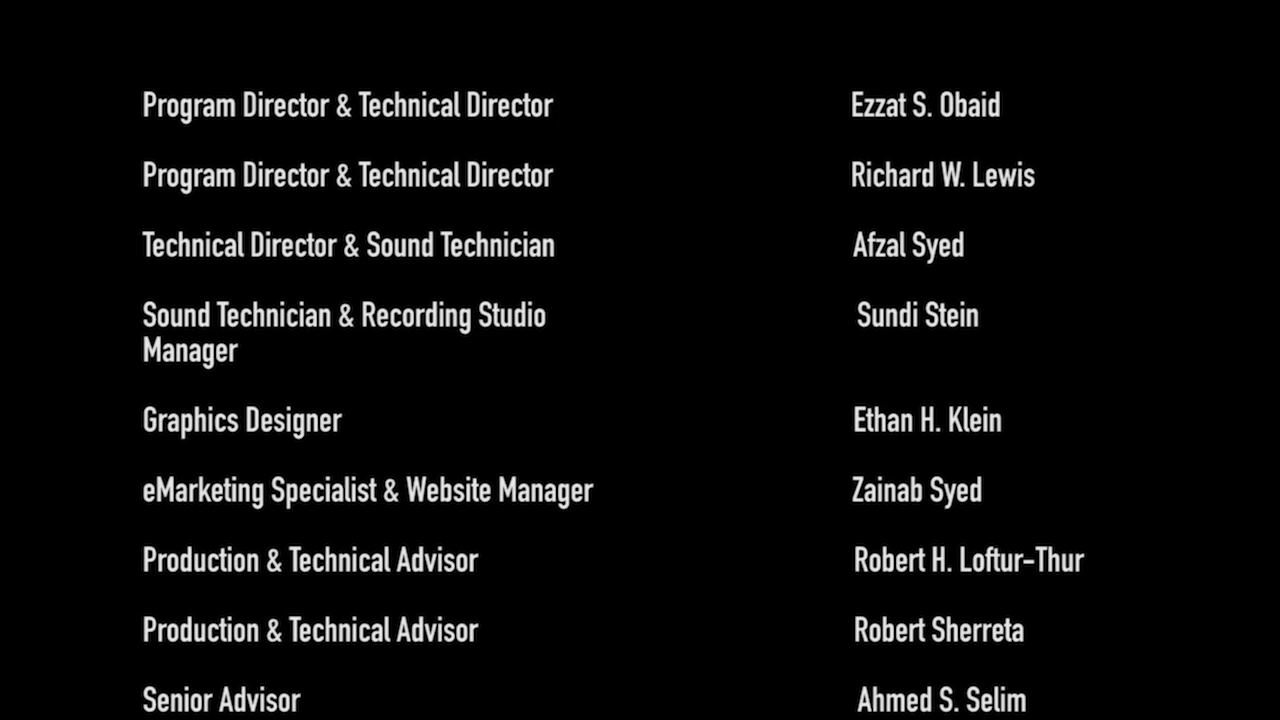 Program Director & Technical Director Ezzat S. Obaid
Program Director & Technical Director Richard W. Lewis
Technical Director & Sound Technician Afzal Syed
Sound Technician & Recording Studio Sundi Stein
Manager
Graphics Designer Ethan H. Klein
eMarketing Specialist & Website Manager Zainab Syed
Production & Technical Advisor Robert H. Loftur-Thur
Production & Technical Advisor Robert Sherreta
Senior Advisor Ahmed S. Selim